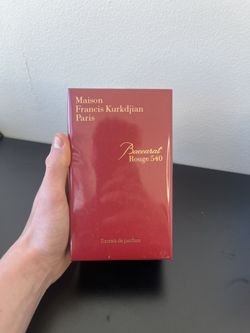 Maison
Francis Kurkdjian
Paris
Baccarat
Rouge 540
Extrait de parfum